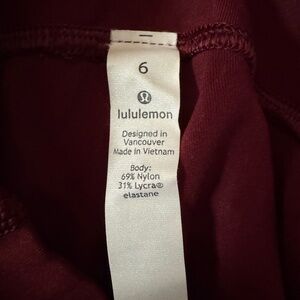 6
lululemon
Designed in
Vancouver
Made in Vietnam
Body:
69% Nylon
31% Lycra®
elastane